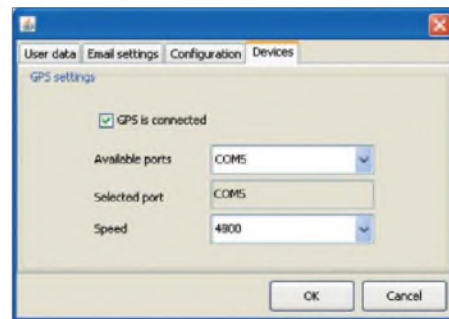 User data Email settings Configuration Devices
GPS settings
GPS is connected
Available ports COM5
Selected port COM5
Speed 4800
OK Cancel